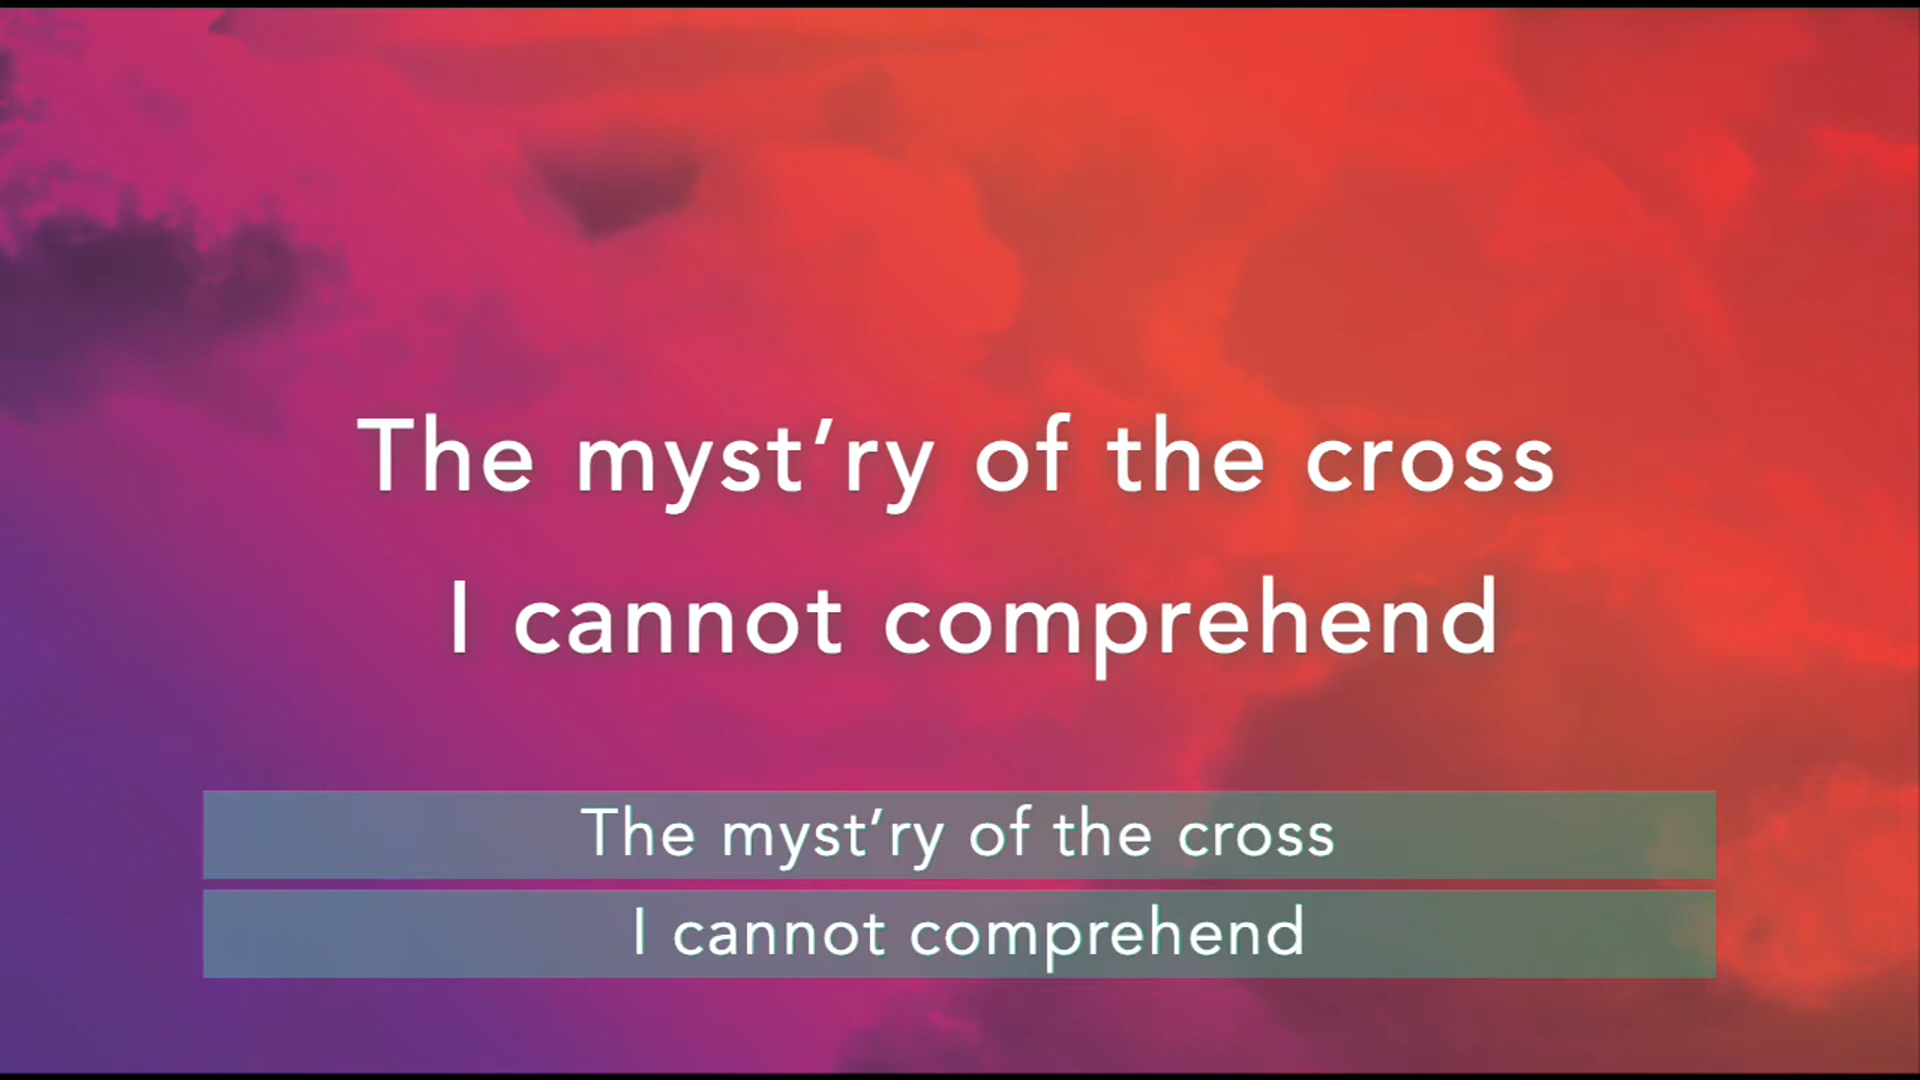 The myst’ry of the cross
I cannot comprehend
The myst’ry of the cross
I cannot comprehend